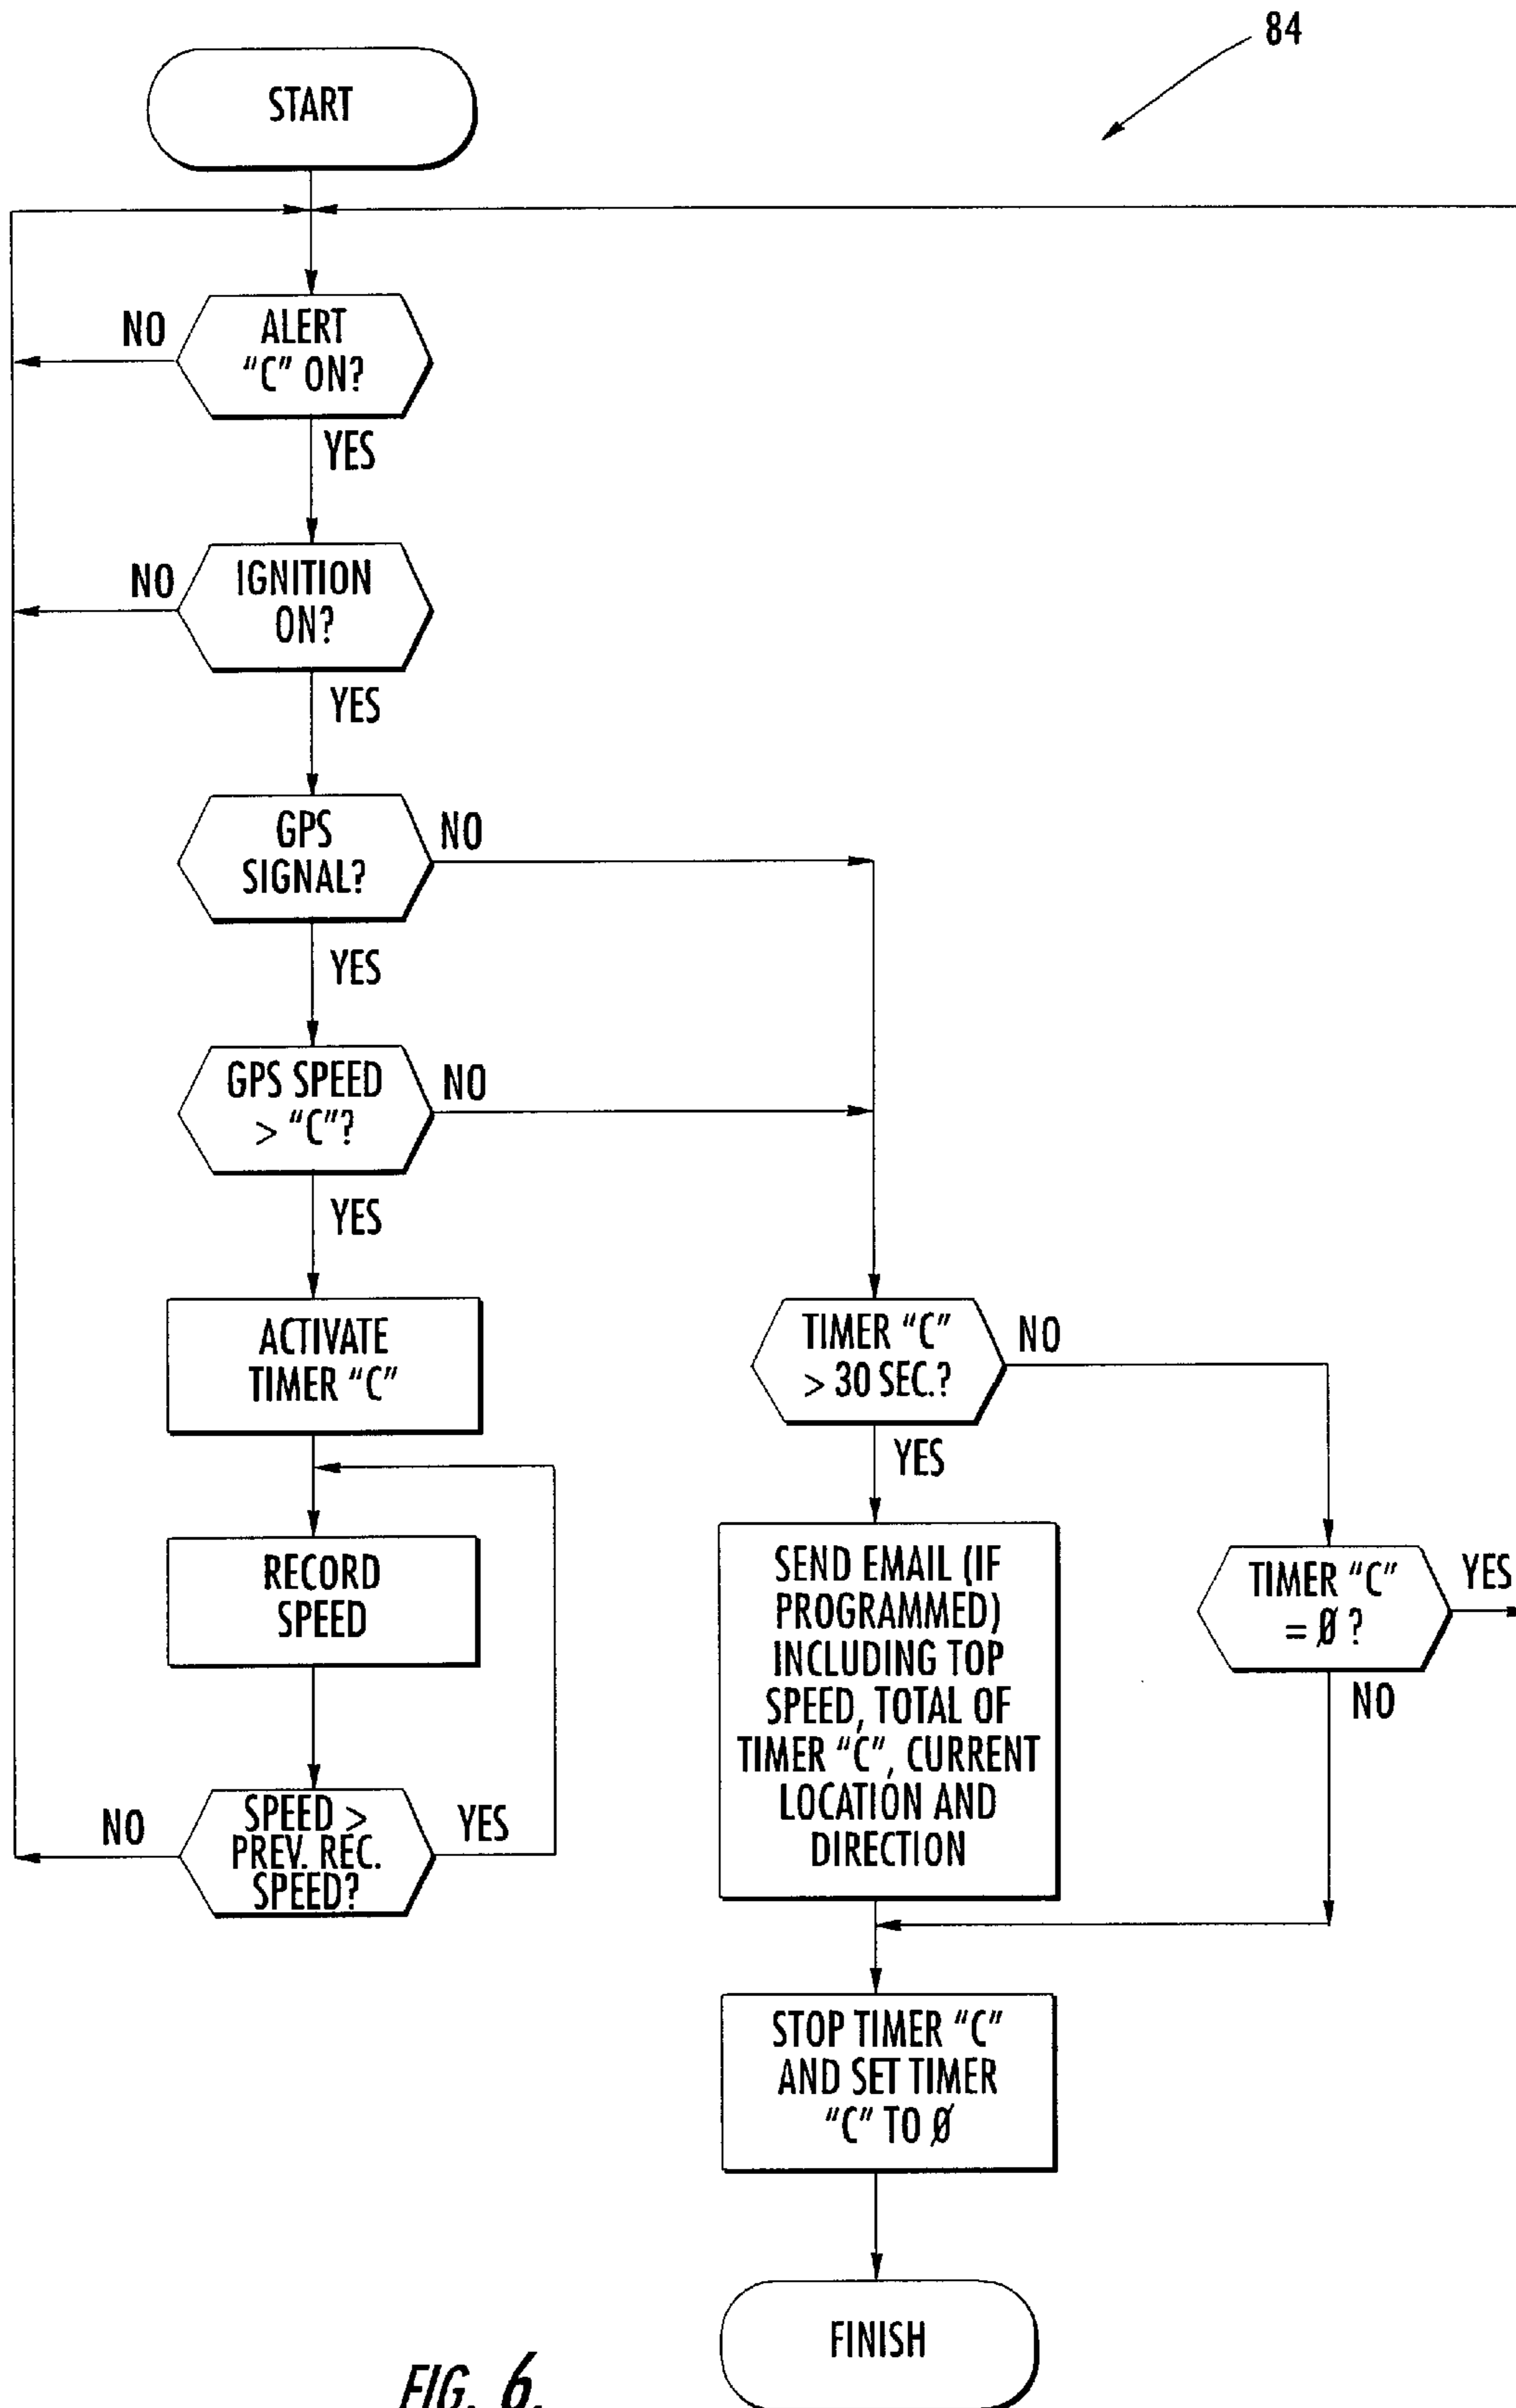 84
START
ALERT
"C" ON?
NO
YES
IGNITION
ON?
NO
YES
GPS
SIGNAL?
NO
YES
GPS SPEED
> "C"?
NO
YES
ACTIVATE
TIMER "C"
RECORD
SPEED
SPEED >
PREV. REC.
SPEED?
NO
YES
TIMER "C"
> 30 SEC.?
NO
YES
TIMER "C"
= Ø ?
YES
NO
SEND EMAIL (IF
PROGRAMMED)
INCLUDING TOP
SPEED, TOTAL OF
TIMER "C", CURRENT
LOCATION AND
DIRECTION
STOP TIMER "C"
AND SET TIMER
"C" TO Ø
FINISH
FIG. 6.